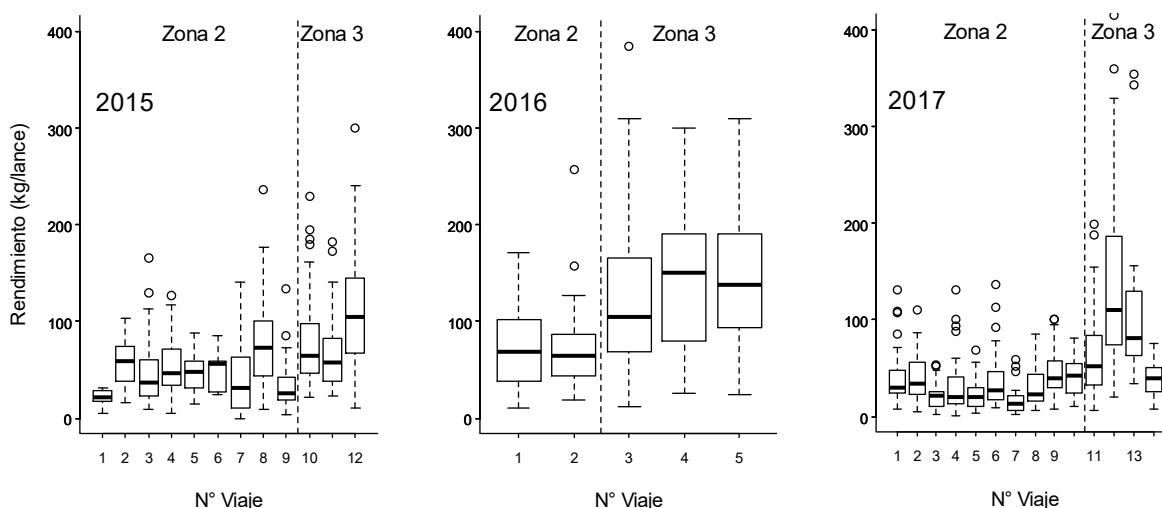 Rendimiento (kg/lance)
Zona 2
Zona 3
2015
400
300
200
100
0
1 2 3 4 5 6 7 8 9 10 12
N° Viaje
Zona 2
Zona 3
2016
400
300
200
100
0
1 2 3 4 5
N° Viaje
Zona 2
Zona 3
2017
400
300
200
100
0
1 2 3 4 5 6 7 8 9 11 13
N° Viaje